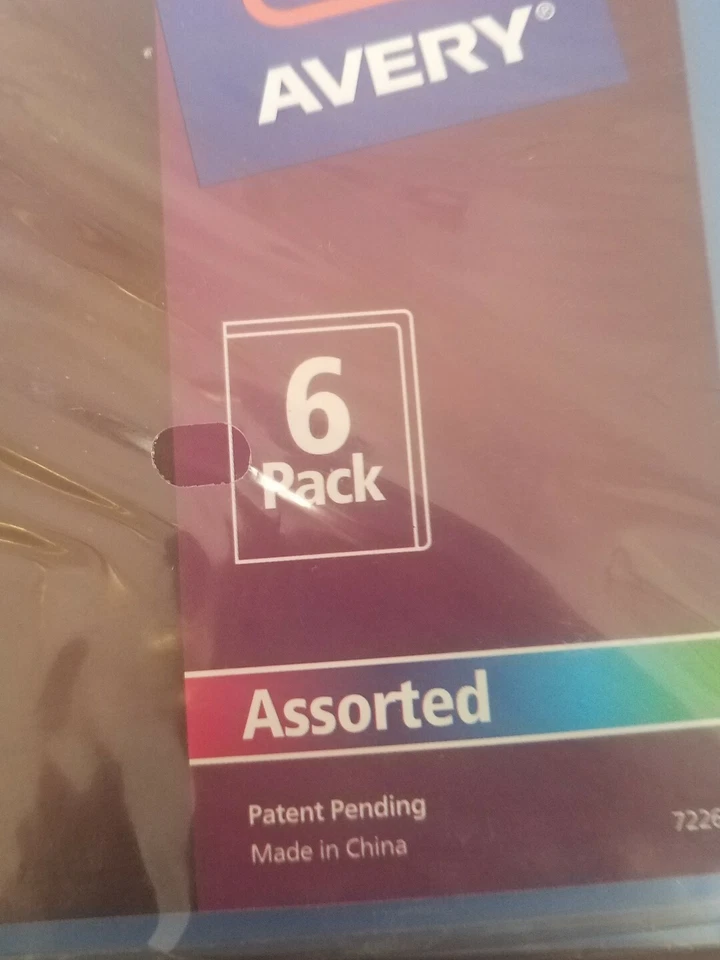 AVERY®
6
Pack
Assorted
Patent Pending
Made in China
7226